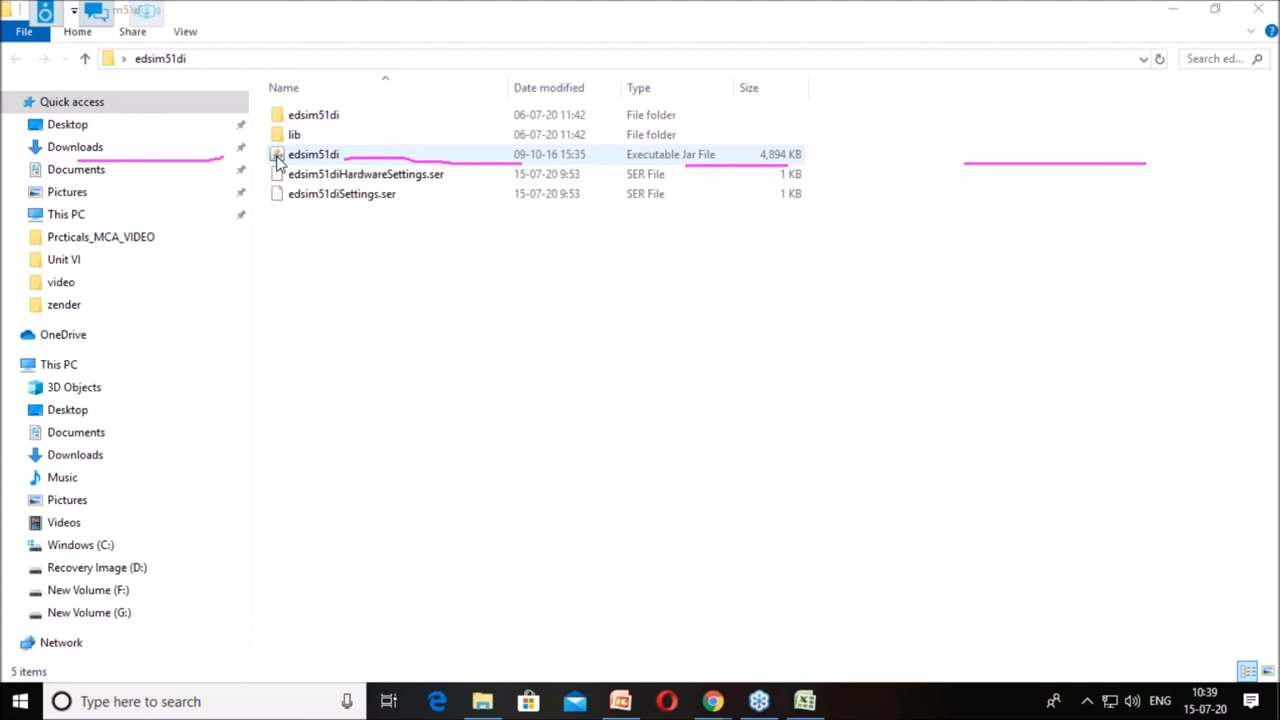 File Home Share View
edsim51di Search ed...
Name Date modified Type Size
Quick access
Desktop
Downloads
Documents
Pictures
This PC
Prcticals_MCA_VIDEO
Unit VI
video
zender
OneDrive
This PC
3D Objects
Desktop
Documents
Downloads
Music
Pictures
Videos
Windows (C:)
Recovery Image (D:)
New Volume (F:)
New Volume (G:)
Network
edsim51di 06-07-20 11:42 File folder
lib 06-07-20 11:42 File folder
edsim51di 09-10-16 15:35 Executable Jar File 4,894 KB
edsim51diHardwareSettings.ser 15-07-20 9:53 SER File 1 KB
edsim51diSettings.ser 15-07-20 9:53 SER File 1 KB
5 items
Type here to search
ENG
10:39
15-07-20